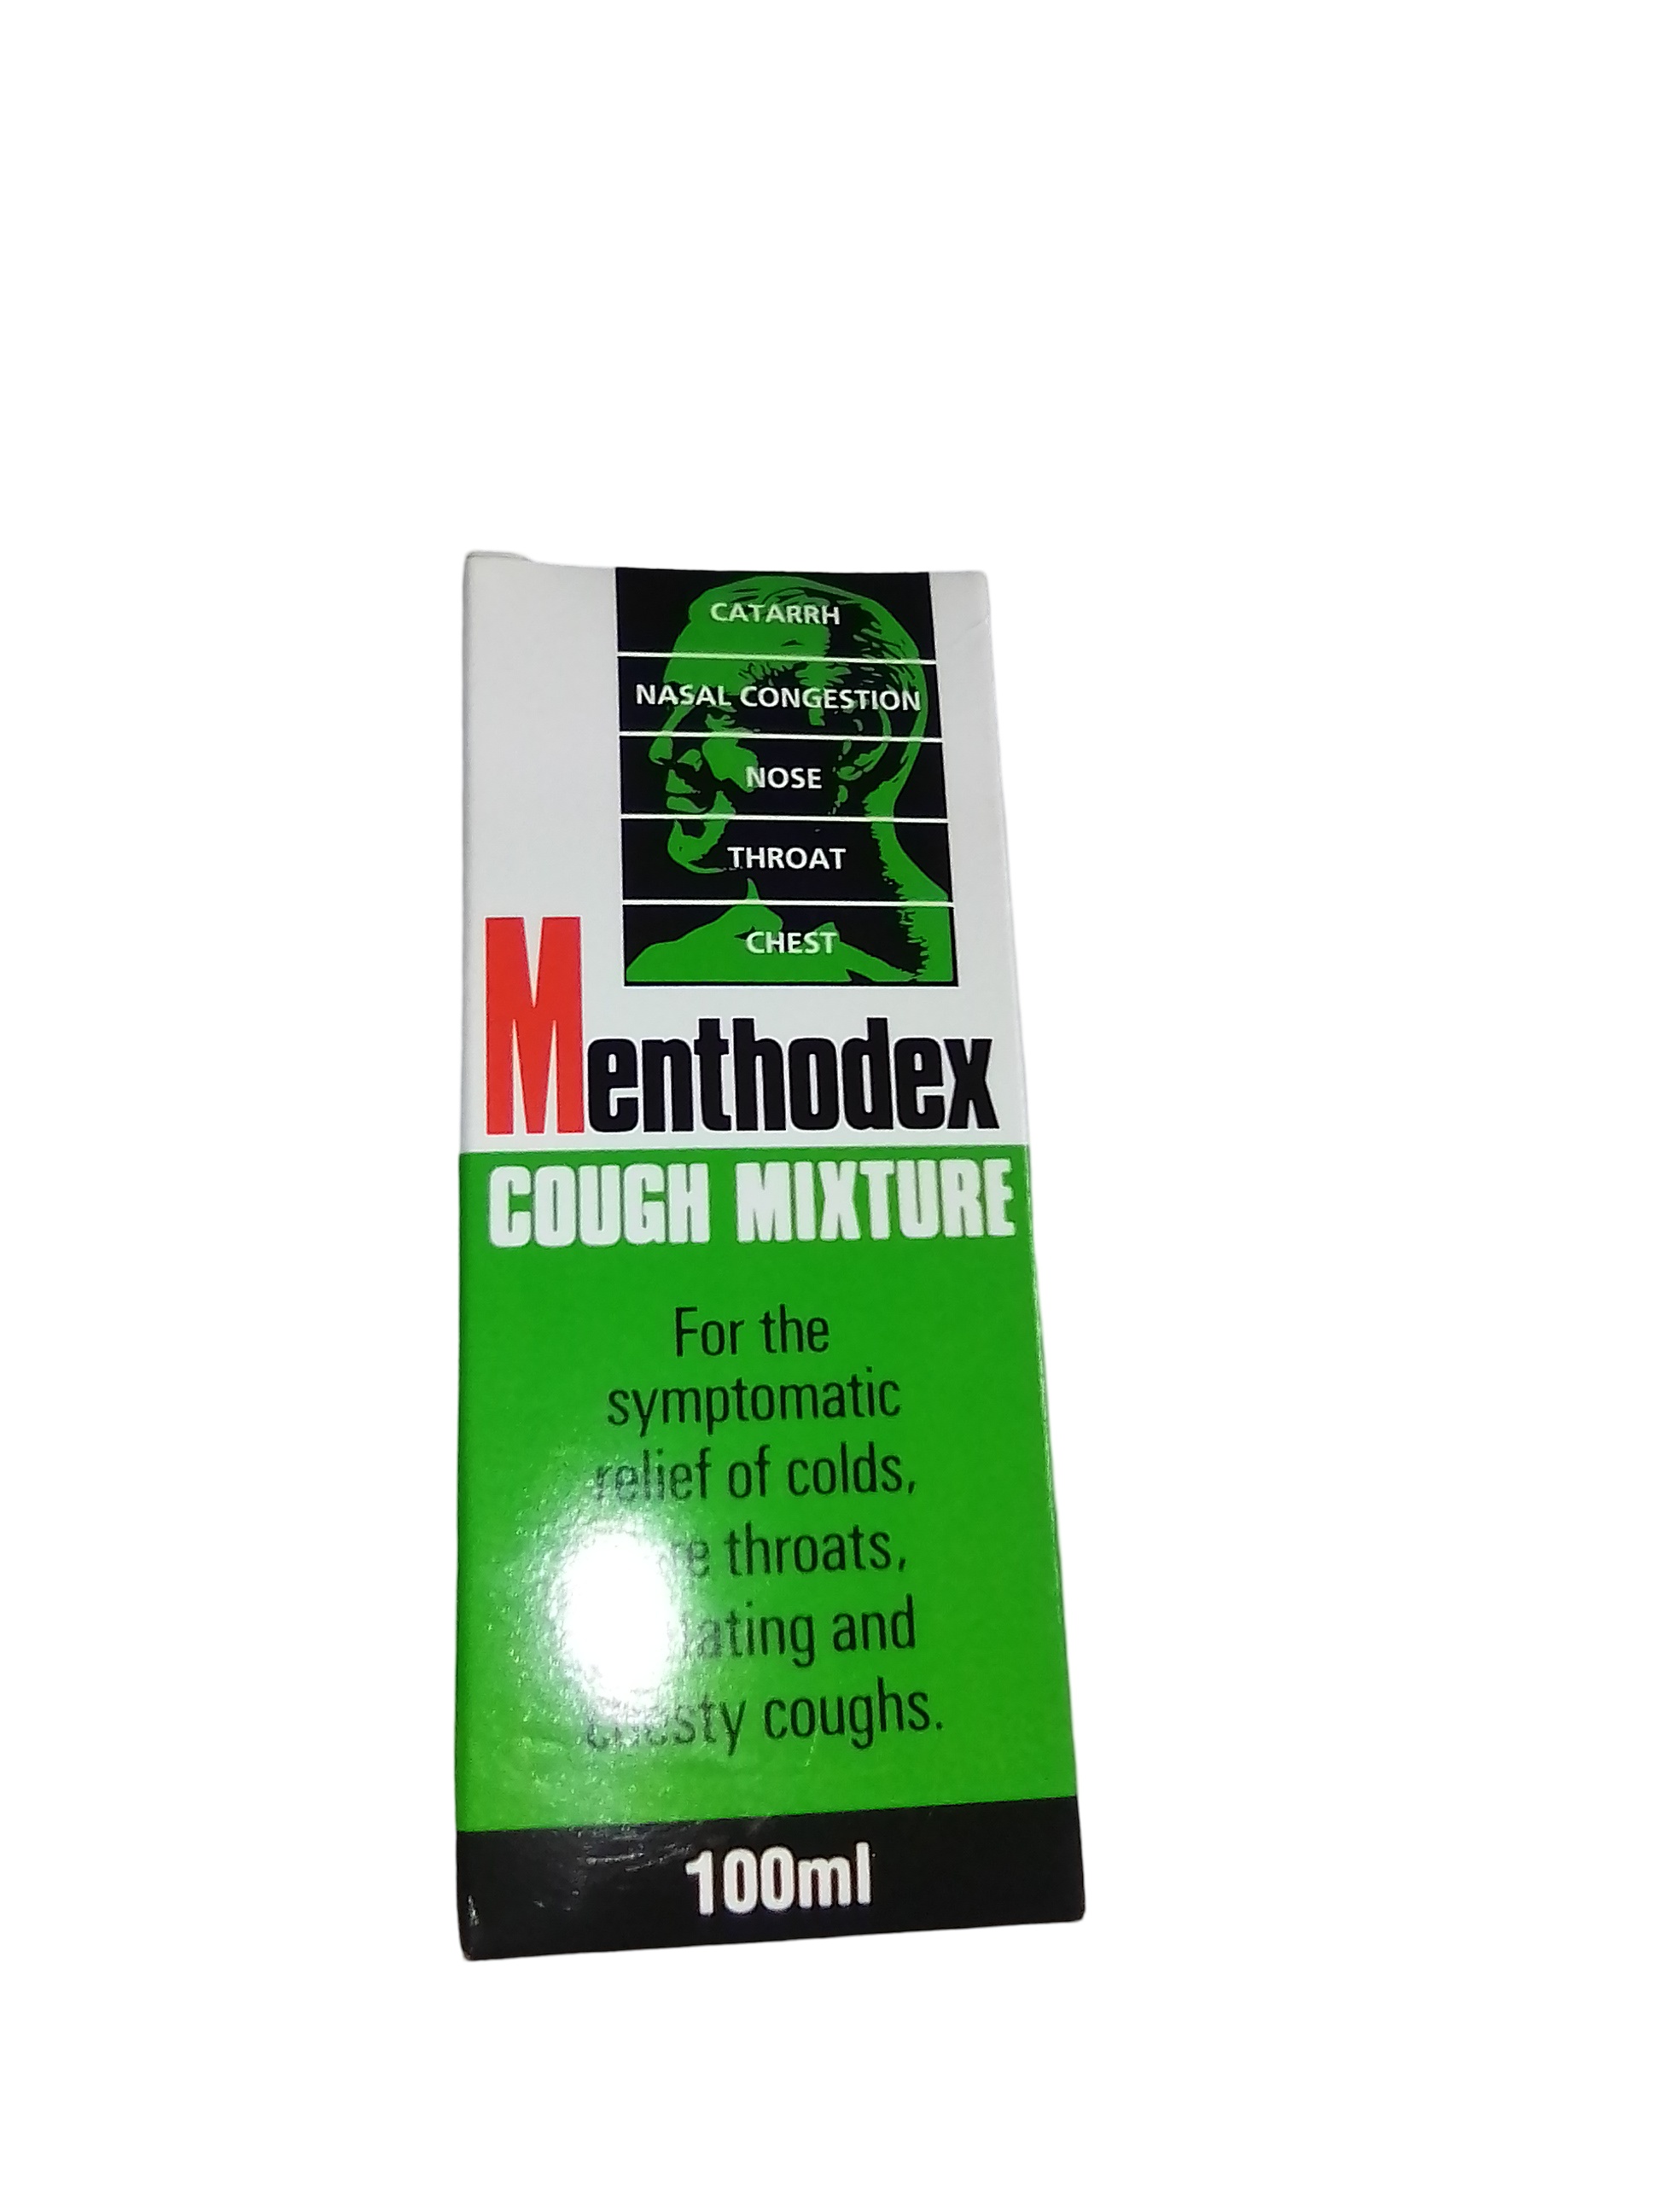 CATARRH
NASAL CONGESTION
NOSE
THROAT
CHEST
Menthodex
COUGH MIXTURE
For the
symptomatic
relief of colds,
throats,
and
chesty coughs.
100ml